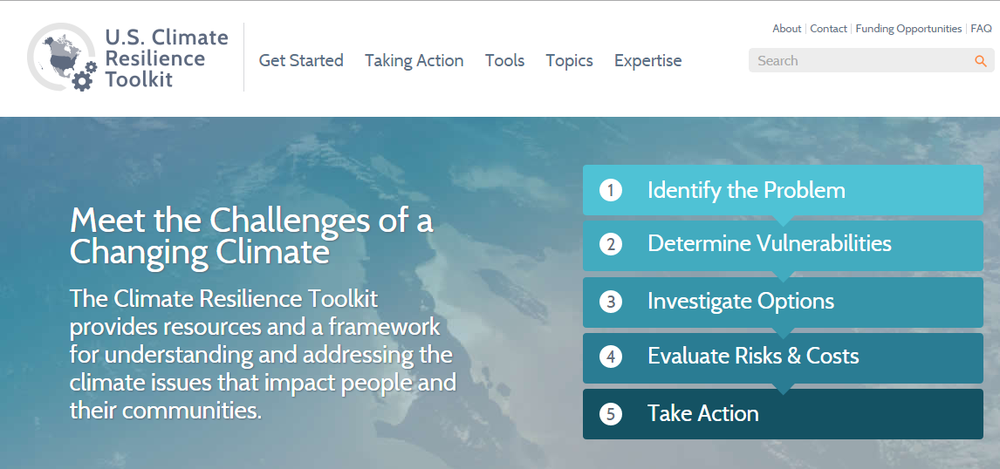 U.S. Climate
Resilience
Toolkit
About | Contact | Funding Opportunities | FAQ
Get Started Taking Action Tools Topics Expertise
Search
Meet the Challenges of a
Changing Climate
The Climate Resilience Toolkit
provides resources and a framework
for understanding and addressing the
climate issues that impact people and
their communities.
1 Identify the Problem
2 Determine Vulnerabilities
3 Investigate Options
4 Evaluate Risks & Costs
5 Take Action